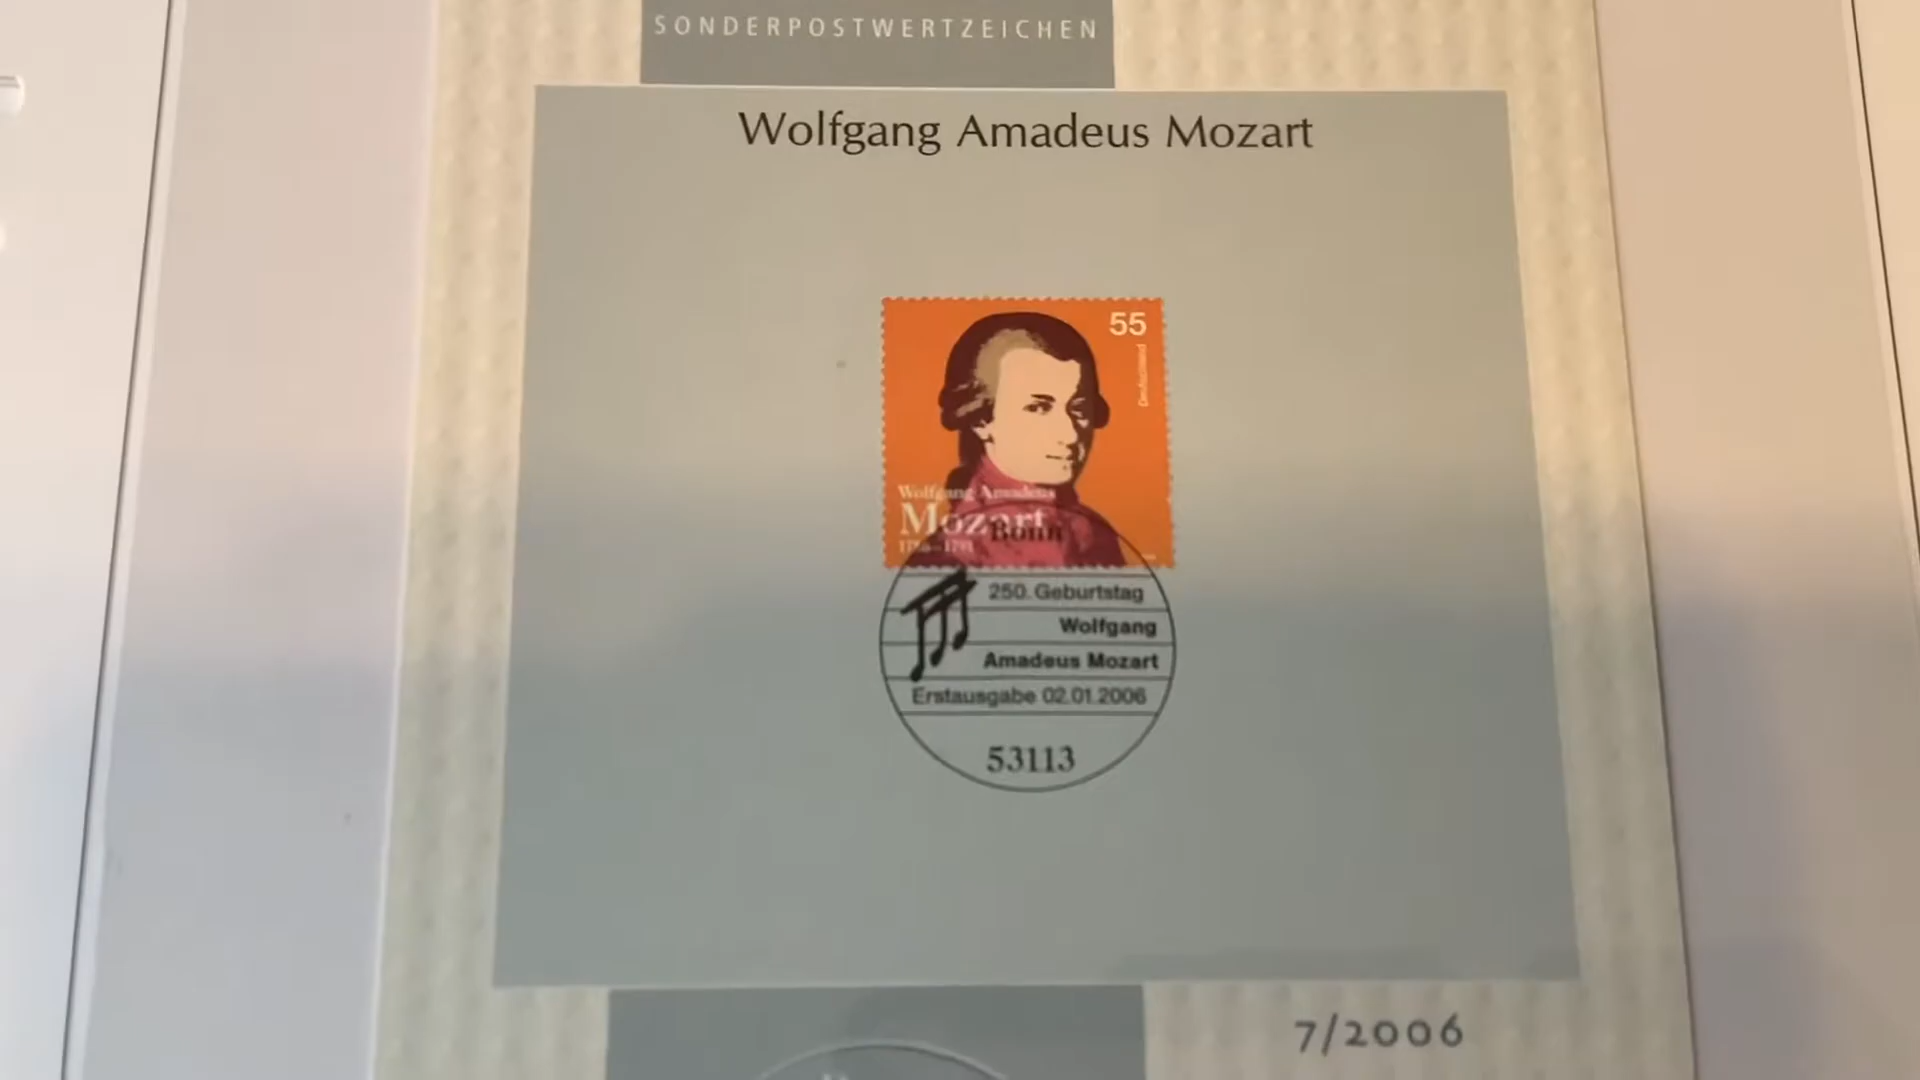 SONDERPOSTWERTZEICHEN
Wolfgang Amadeus Mozart
55
Deutschland
Wolfgang Amadeus
Mozart
Bonn
250. Geburtstag
Wolfgang
Amadeus Mozart
Erstausgabe 02.01.2006
53113
7/2006